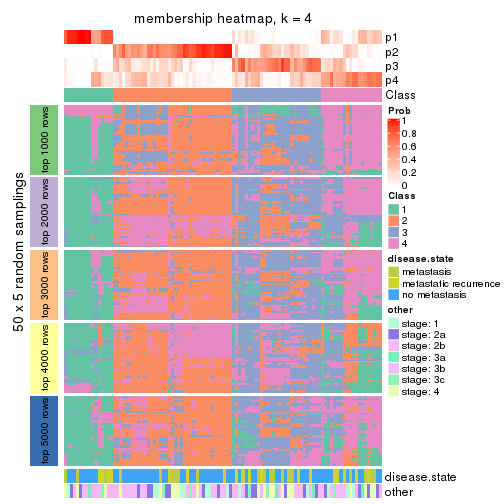 membership heatmap, k = 4
p1
p2
p3
p4
Class
50 x 5 random samplings
top 1000 rows
top 2000 rows
top 3000 rows
top 4000 rows
top 5000 rows
disease.state
other
Prob
1
0.8
0.6
0.4
0.2
0
Class
1
2
3
4
disease.state
metastasis
metastatic recurrence
no metastasis
other
stage: 1
stage: 2a
stage: 2b
stage: 3a
stage: 3b
stage: 3c
stage: 4